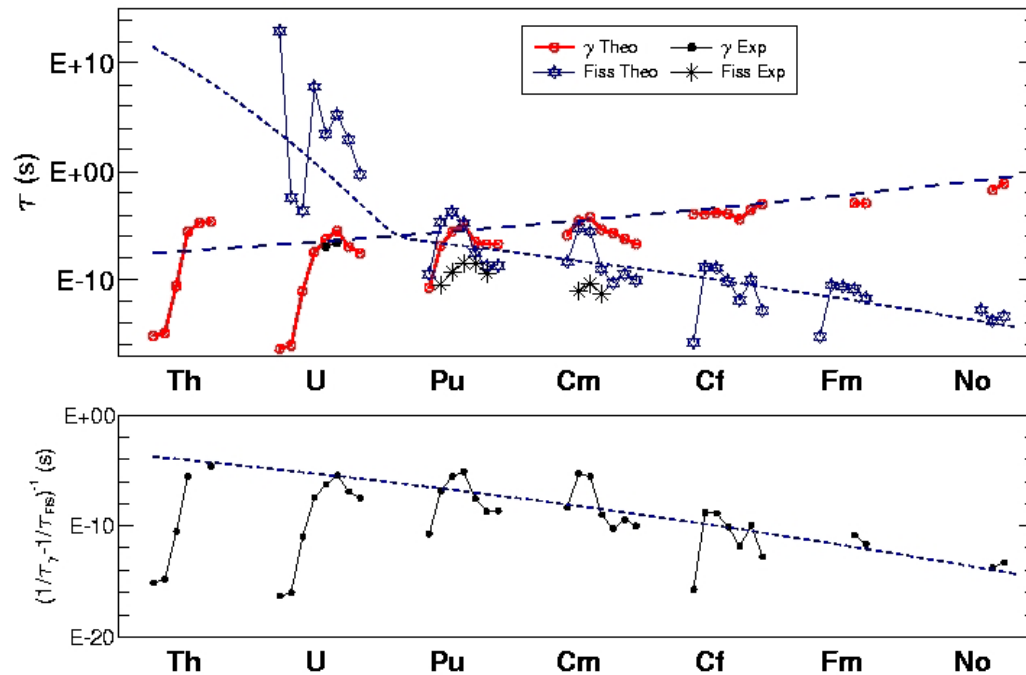 E+10
E+00
E-10
τ (s)
γ Theo
γ Exp
Fiss Theo
Fiss Exp
Th U Pu Cm Cf Fm No
E+00
E-10
E-20
(1/τγ-1/τFIS)⁻¹ (s)
Th U Pu Cm Cf Fm No